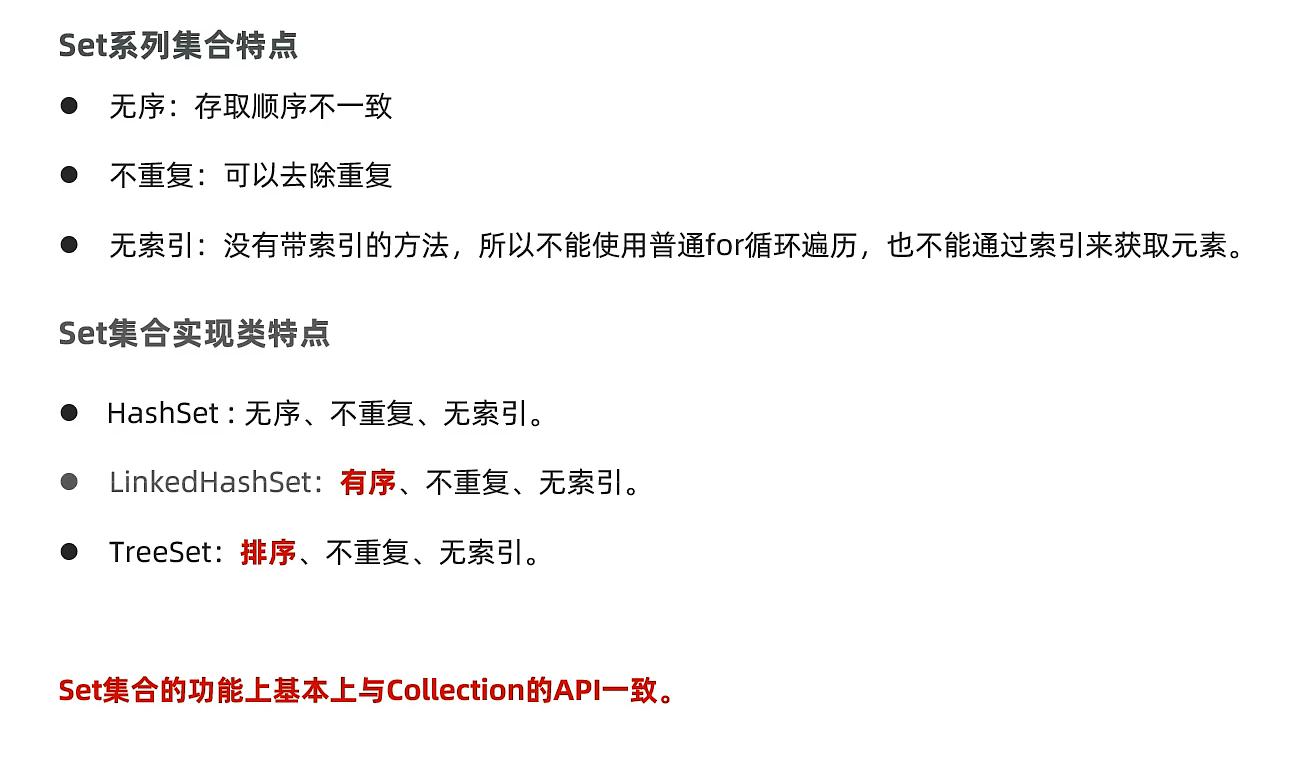 Set系列集合特点
● 无序：存取顺序不一致
● 不重复：可以去除重复
● 无索引：没有带索引的方法，所以不能使用普通for循环遍历，也不能通过索引来获取元素。
Set集合实现类特点
● HashSet : 无序、不重复、无索引。
● LinkedHashSet：有序、不重复、无索引。
● TreeSet：排序、不重复、无索引。
Set集合的功能上基本上与Collection的API一致。